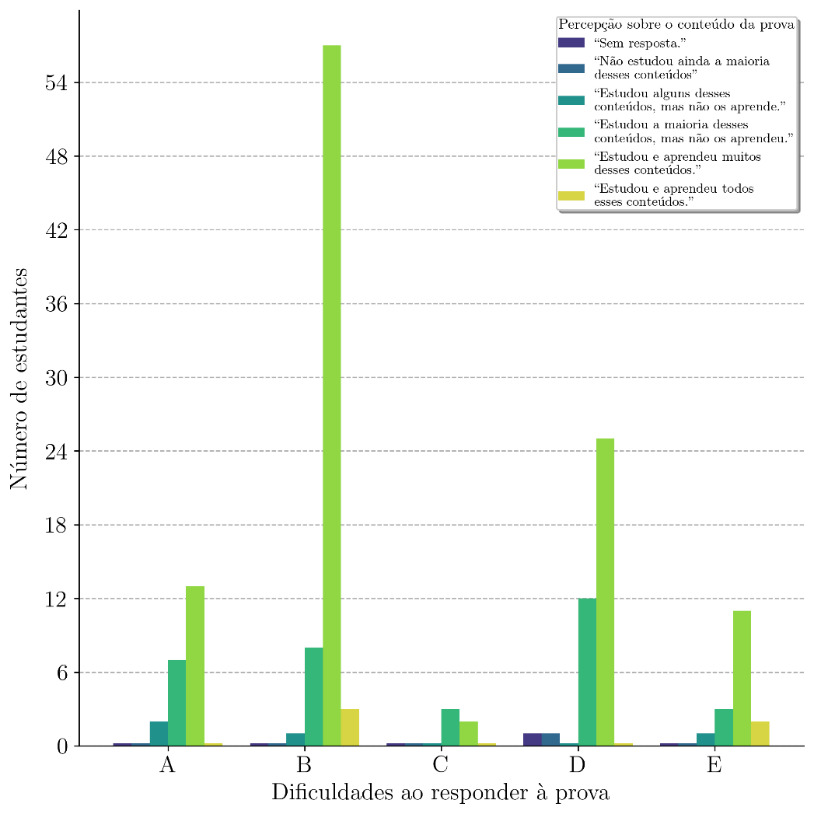 Percepção sobre o conteúdo da prova
“Sem resposta.”
“Não estudou ainda a maioria
desses conteúdos”
“Estudou alguns desses
conteúdos, mas não os aprende.”
“Estudou a maioria desses
conteúdos, mas não os aprendeu.”
“Estudou e aprendeu muitos
desses conteúdos.”
“Estudou e aprendeu todos
esses conteúdos.”
Número de estudantes
54
48
42
36
30
24
18
12
6
0
A B C D E
Dificuldades ao responder à prova